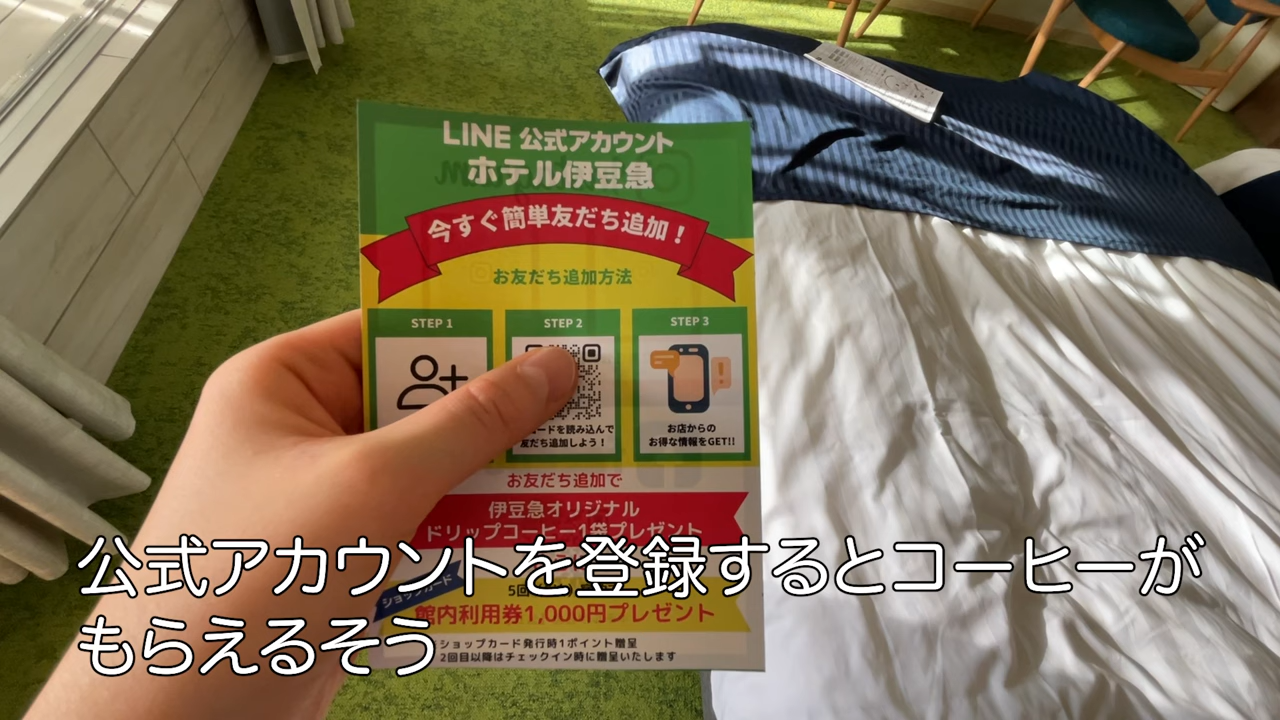 LINE 公式アカウント
ホテル伊豆急
今すぐ簡単友だち追加！
お友だち追加方法
STEP 1
STEP 2
STEP 3
ードを読み込んで
友だち追加しよう！
お店からの
お得な情報をGET!!
お友だち追加で
伊豆急オリジナル
ドリップコーヒー1袋プレゼント
ショップカード
5回
館内利用券1,000円プレゼント
ショップカード発行時1ポイント贈呈
2回目以降はチェックイン時に贈呈いたします
公式アカウントを登録するとコーヒーが
もらえるそう